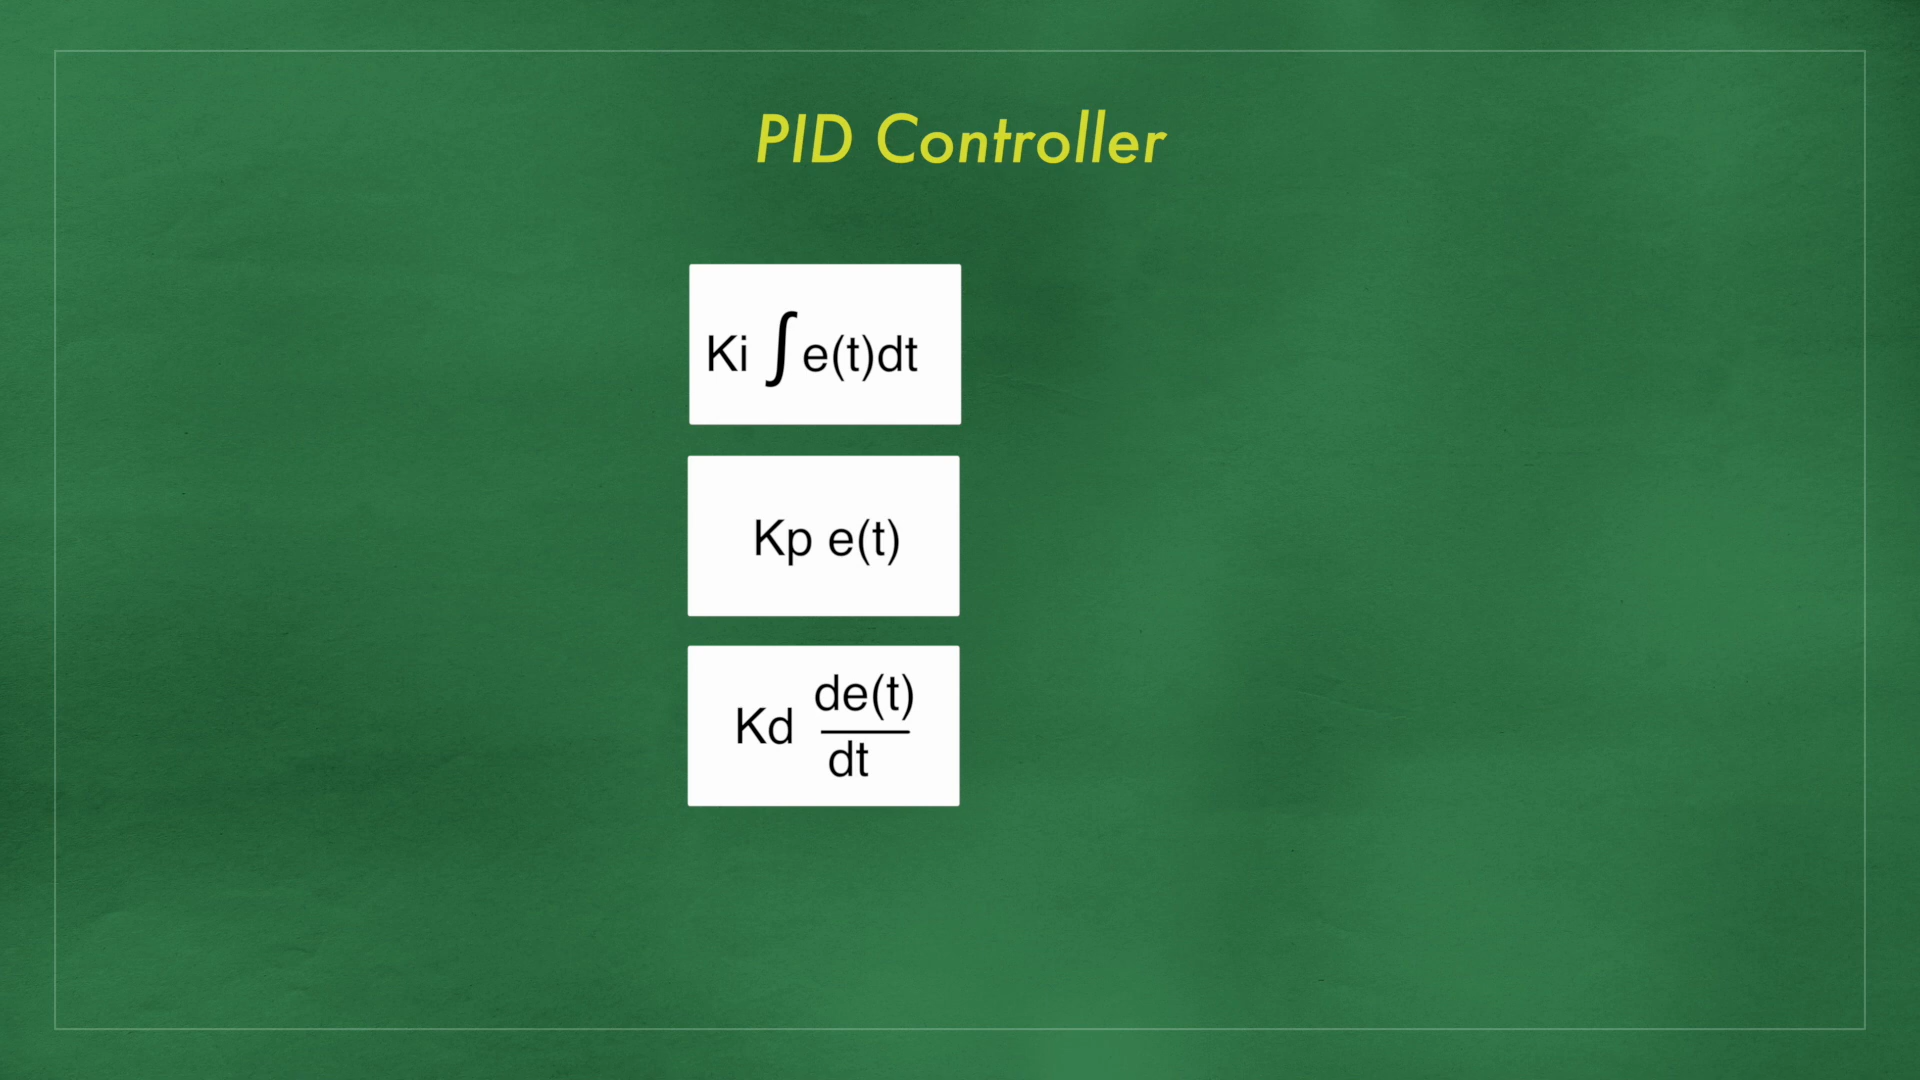 PID Controller
Ki ∫e(t)dt
Kp e(t)
Kd de(t)
dt